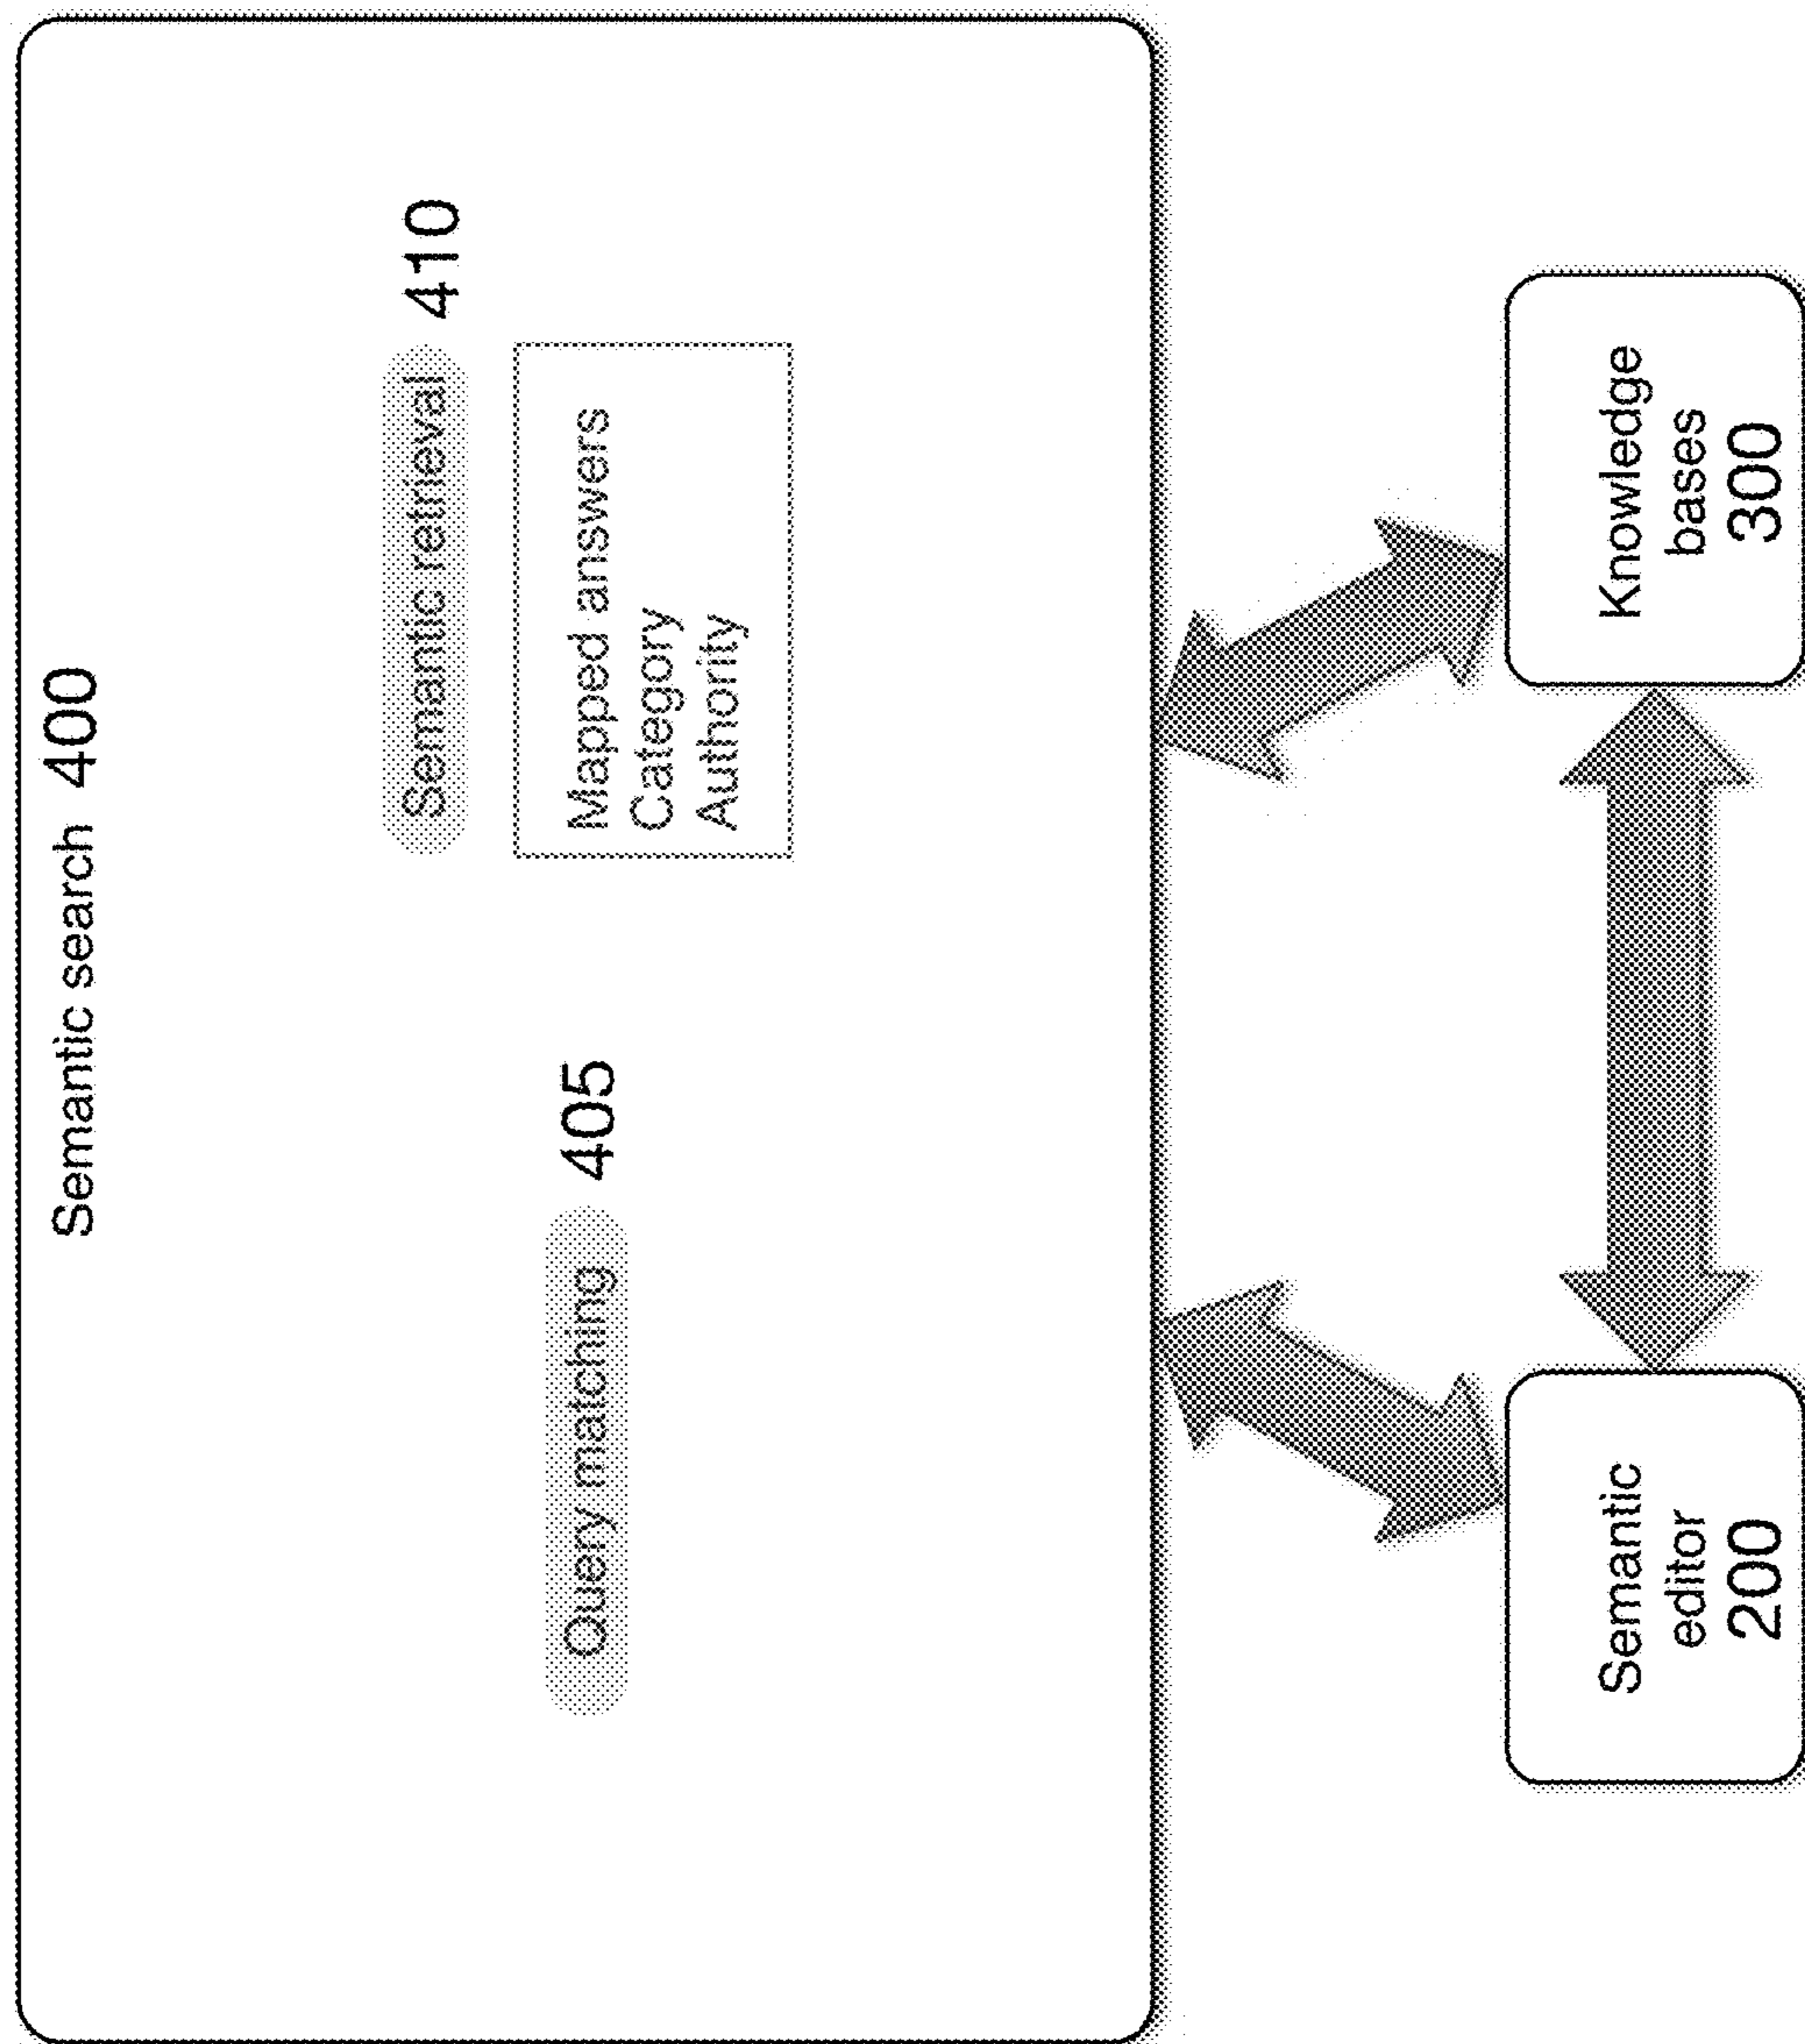 Semantic search 400
Query matching 405
Semantic retrieval 410
Mapped answers
Category
Authority
Semantic
editor
200
Knowledge
bases
300